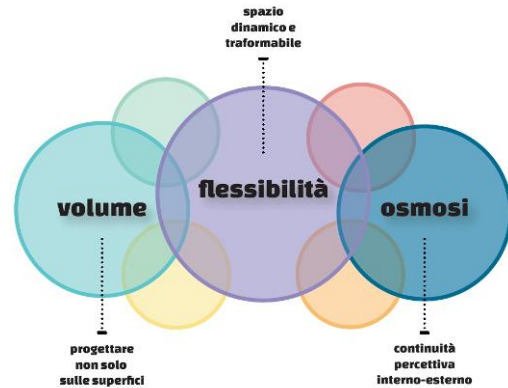 spazio
dinamico e
traformabile
volume
flessibilità
osmosi
progettare
non solo
sulle superfici
continuità
percettiva
interno-esterno